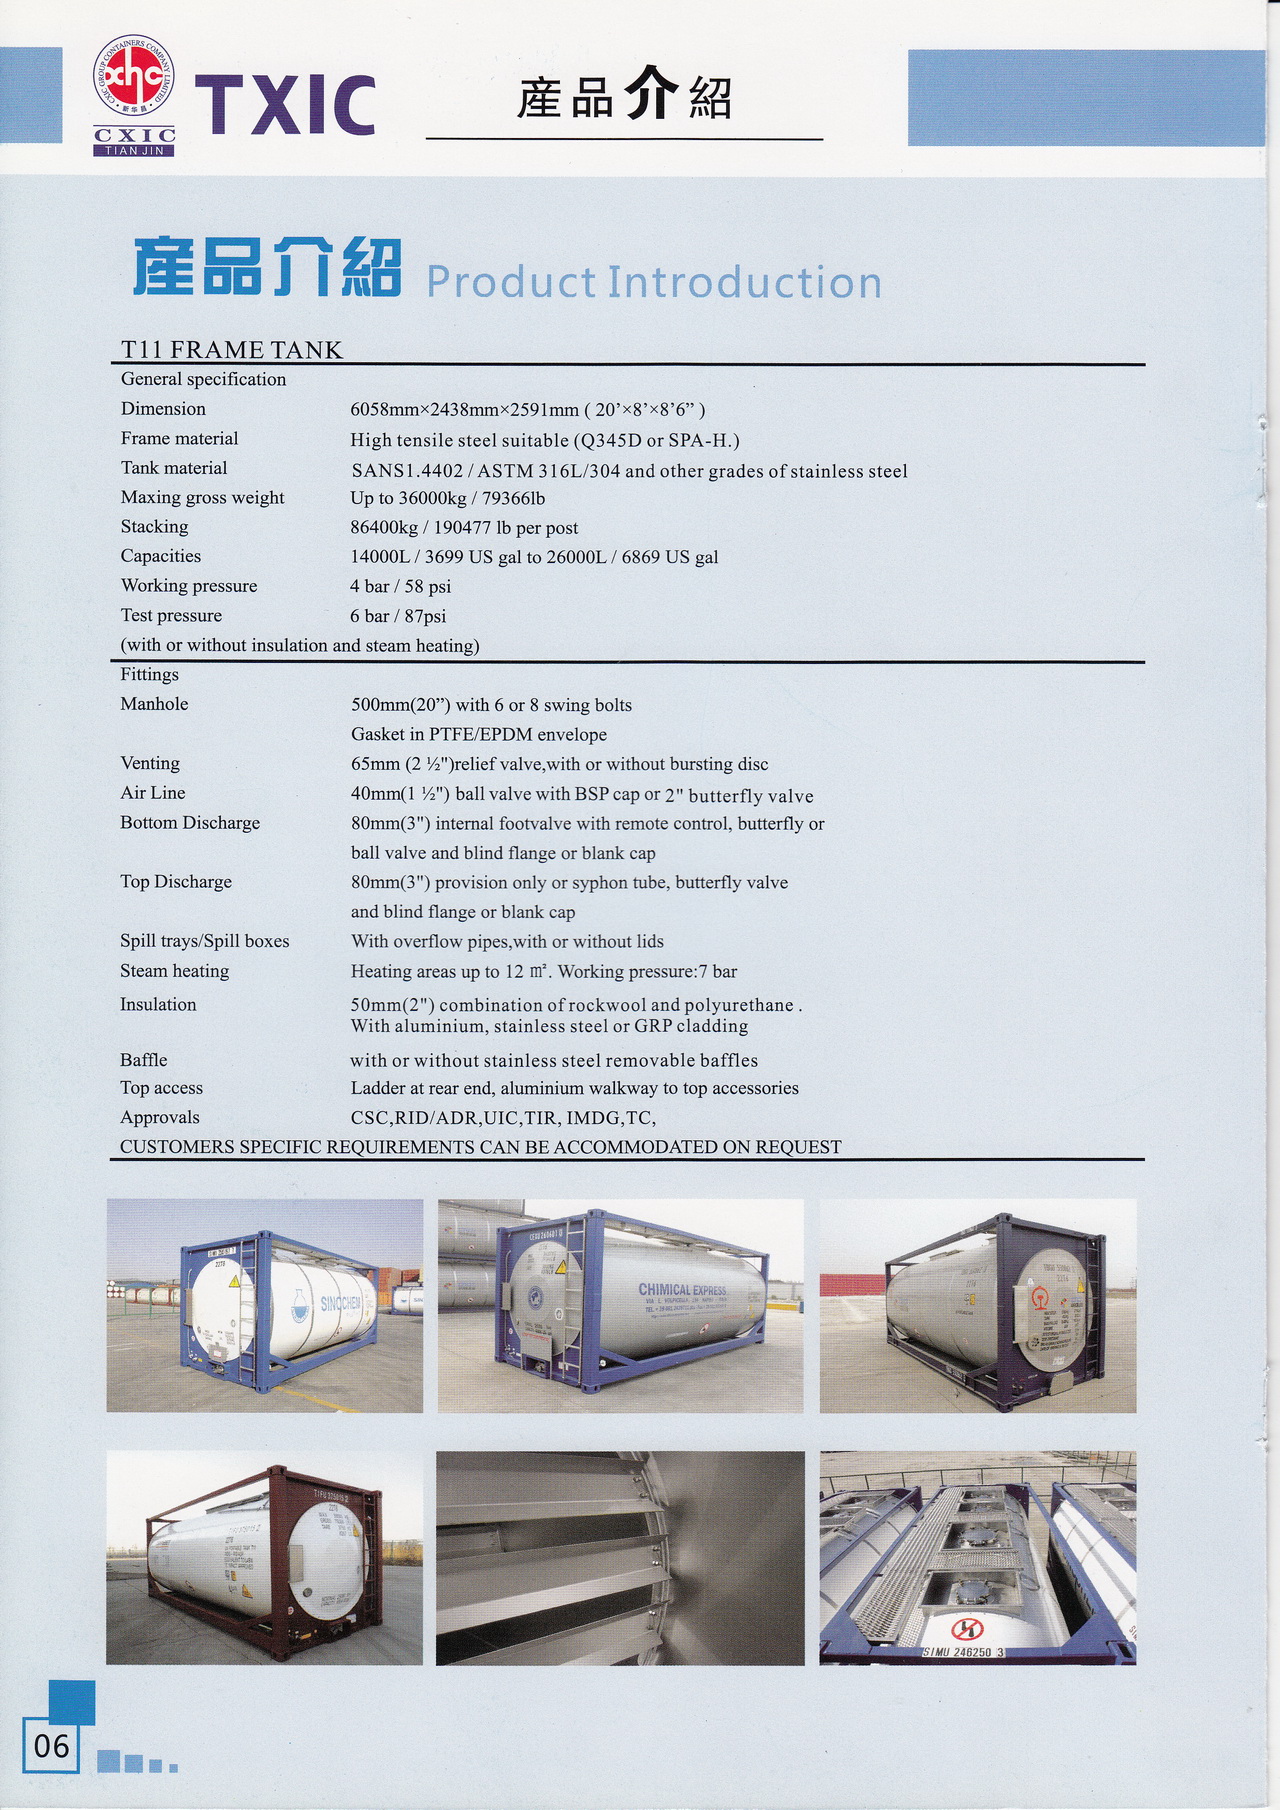 CXIC GROUP CONTAINERS COMPANY LIMITED
xhc
新华昌
CXIC
TIANJIN
TXIC
産品介紹
産品介紹 Product Introduction
T11 FRAME TANK
General specification
Dimension 6058mm×2438mm×2591mm ( 20’×8’×8’6” )
Frame material High tensile steel suitable (Q345D or SPA-H.)
Tank material SANS1.4402 / ASTM 316L/304 and other grades of stainless steel
Maxing gross weight Up to 36000kg / 79366lb
Stacking 86400kg / 190477 lb per post
Capacities 14000L / 3699 US gal to 26000L / 6869 US gal
Working pressure 4 bar / 58 psi
Test pressure 6 bar / 87psi
(with or without insulation and steam heating)
Fittings
Manhole 500mm(20”) with 6 or 8 swing bolts
Gasket in PTFE/EPDM envelope
Venting 65mm (2 ½")relief valve,with or without bursting disc
Air Line 40mm(1 ½") ball valve with BSP cap or 2" butterfly valve
Bottom Discharge 80mm(3") internal footvalve with remote control, butterfly or
ball valve and blind flange or blank cap
Top Discharge 80mm(3") provision only or syphon tube, butterfly valve
and blind flange or blank cap
Spill trays/Spill boxes With overflow pipes,with or without lids
Steam heating Heating areas up to 12 m². Working pressure:7 bar
Insulation 50mm(2") combination of rockwool and polyurethane .
With aluminium, stainless steel or GRP cladding
Baffle with or without stainless steel removable baffles
Top access Ladder at rear end, aluminium walkway to top accessories
Approvals CSC,RID/ADR,UIC,TIR, IMDG,TC,
CUSTOMERS SPECIFIC REQUIREMENTS CAN BE ACCOMMODATED ON REQUEST
2276
SINOCHEM
CHIMICAL EXPRESS
2276
SIMU 246250 3
06